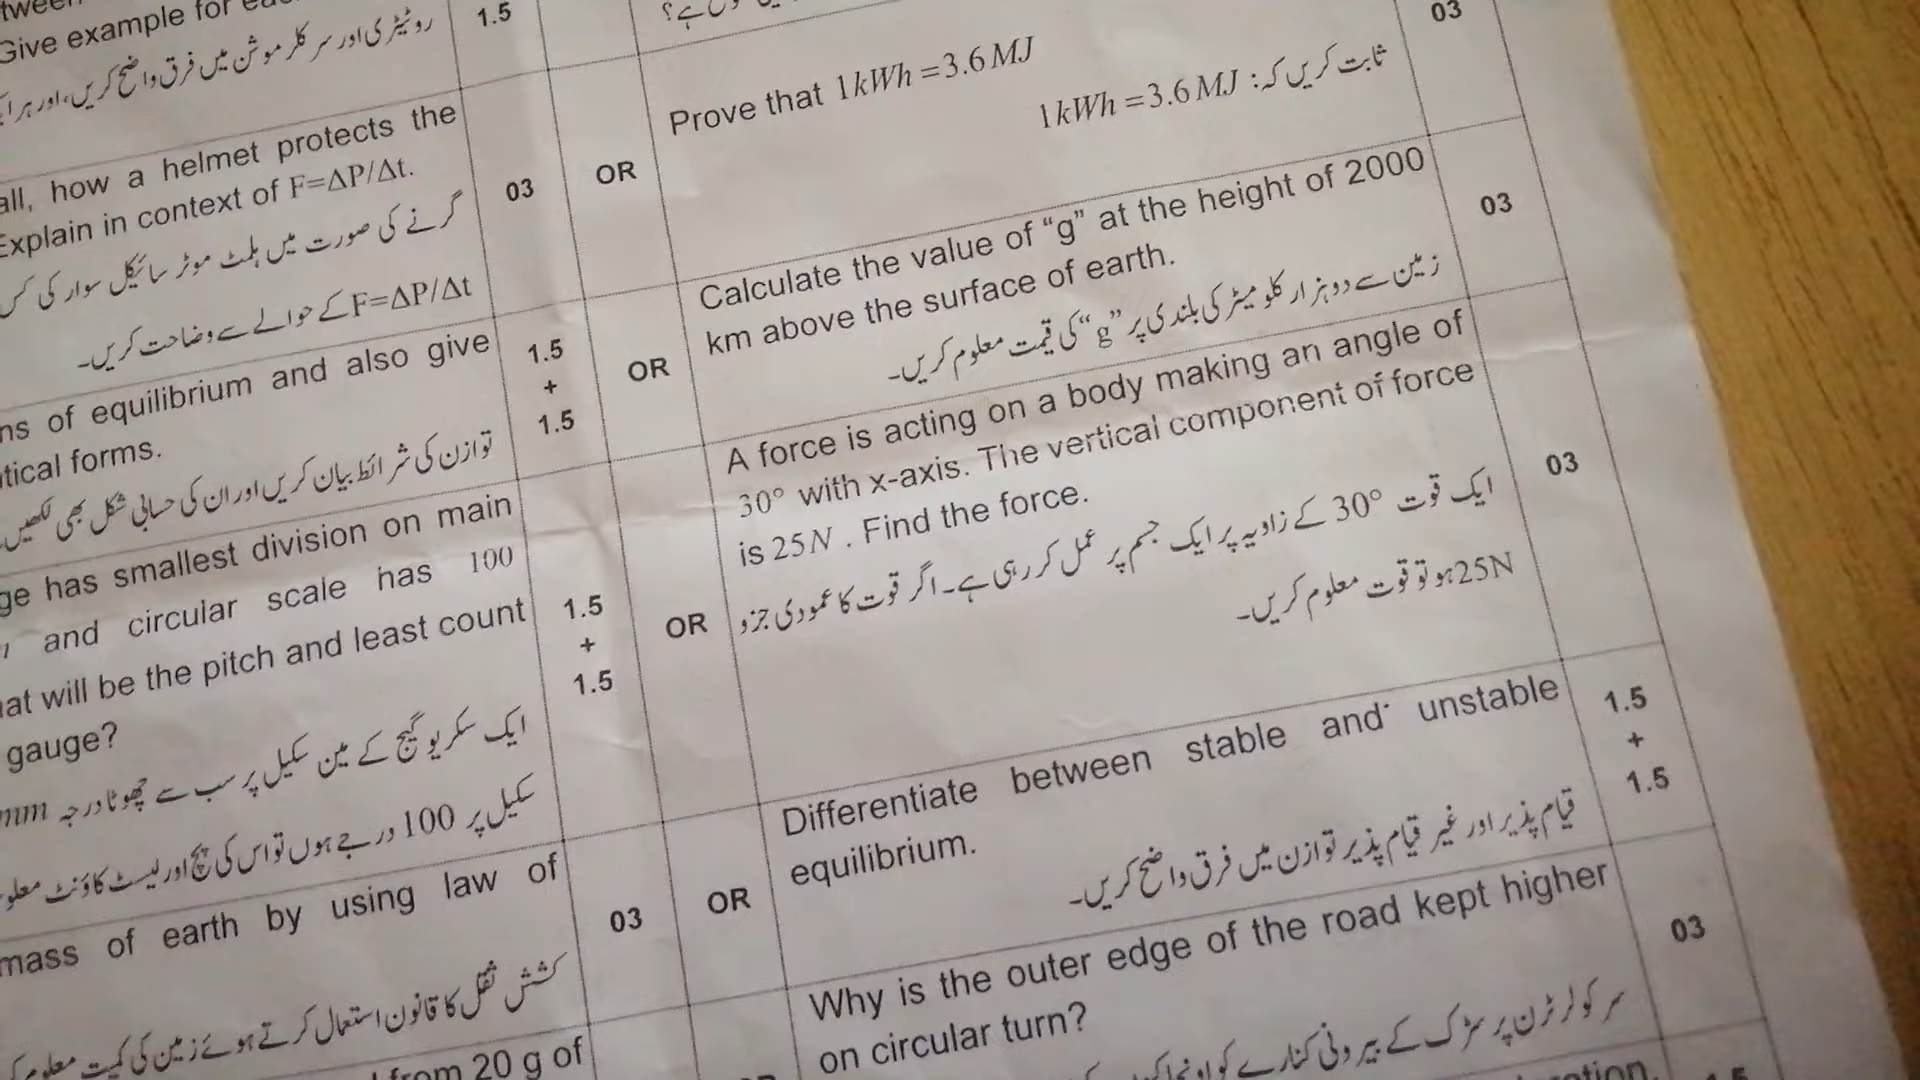 Give example for
روٹیٹری اور سرکلر موشن میں فرق واضح کریں، اور ہر
1.5
all, how a helmet protects the
Explain in context of F=ΔP/Δt.
گرنے کی صورت میں ہلمٹ موٹر سائیکل سوار کی کس
F=ΔP/Δt کے حوالے سے وضاحت کریں۔
03
OR
Prove that 1kWh =3.6 MJ
ثابت کریں کہ: 1kWh =3.6 MJ
03
ns of equilibrium and also give
tical forms.
توازن کی شرائط بیان کریں اور ان کی حسابی شکل بھی لکھیں
1.5
+
1.5
OR
Calculate the value of “g” at the height of 2000
km above the surface of earth.
زمین سے دو ہزار کلو میٹر کی بلندی پر “g” کی قیمت معلوم کریں۔
03
ge has smallest division on main
and circular scale has 100
at will be the pitch and least count
gauge?
ایک سکریو گیج کے مین سکیل پر سب سے چھوٹا درجہ mm
سکیل پر 100 درجے ہوں تو اس کی پچ اور لیسٹ کاؤنٹ
1.5
+
1.5
OR
A force is acting on a body making an angle of
30° with x-axis. The vertical component of force
is 25N . Find the force.
ایک قوت 30° کے زاویہ پر ایک جسم پر عمل کر رہی ہے۔ اگر قوت کا عمودی جزو
25N ہو تو قوت معلوم کریں۔
03
mass of earth by using law of
کشش ثقل کا قانون استعمال کرتے ہوئے زمین کی کمیت معلوم
03
OR
Differentiate between stable and unstable
equilibrium.
قیام پذیر اور غیر قیام پذیر توازن میں فرق واضح کریں۔
1.5
+
1.5
from 20 g of
Why is the outer edge of the road kept higher
on circular turn?
سرکولر ٹرن پر سڑک کے بیرونی کنارے کو
03